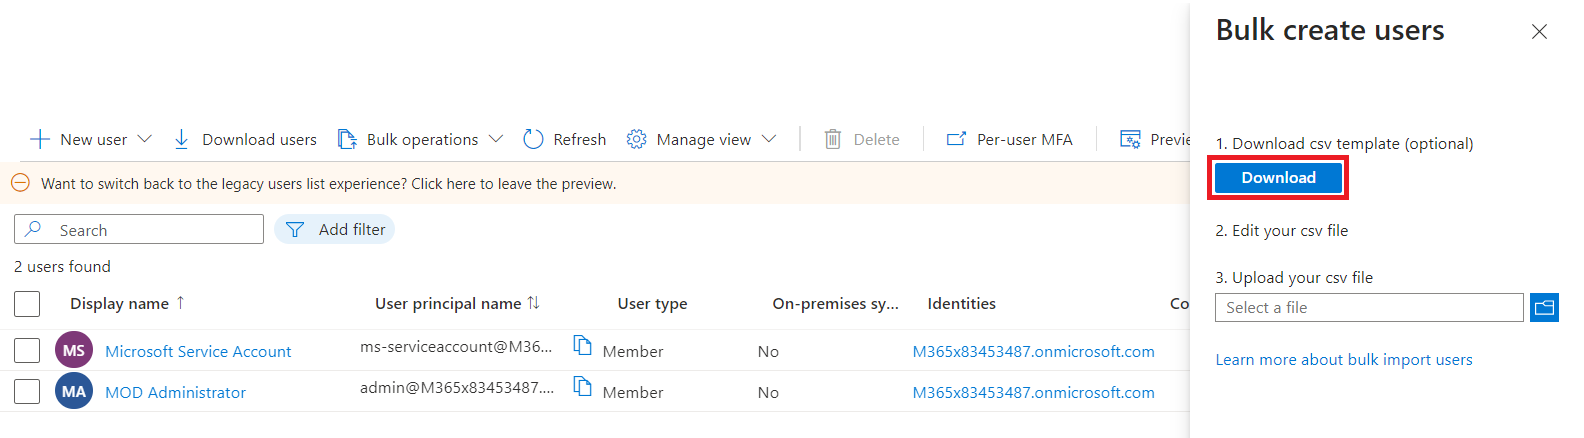 Bulk create users
New user
Download users
Bulk operations
Refresh
Manage view
Delete
Per-user MFA
Previe
1. Download csv template (optional)
Want to switch back to the legacy users list experience? Click here to leave the preview.
Download
Search
Add filter
2. Edit your csv file
2 users found
3. Upload your csv file
Display name
User principal name
User type
On-premises sy...
Identities
Co
Select a file
MS
Microsoft Service Account
ms-serviceaccount@M36...
Member
No
M365x83453487.onmicrosoft.com
Learn more about bulk import users
MA
MOD Administrator
admin@M365x83453487....
Member
No
M365x83453487.onmicrosoft.com